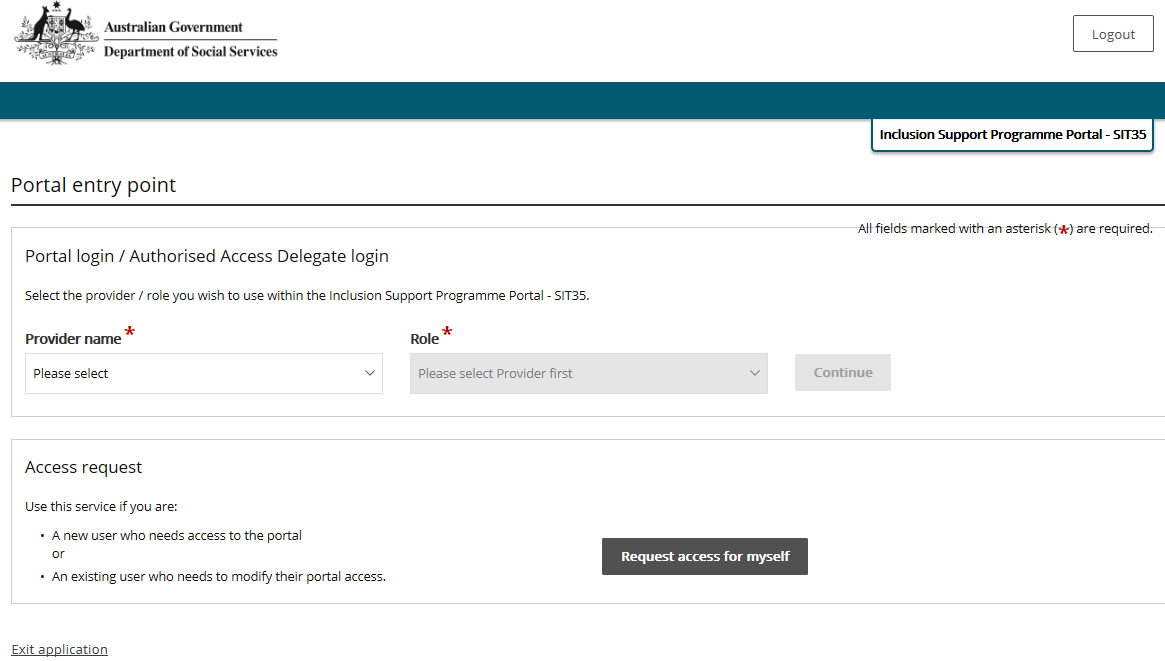 Australian Government
Department of Social Services
Logout
Inclusion Support Programme Portal - SIT35
Portal entry point
All fields marked with an asterisk (*) are required.
Portal login / Authorised Access Delegate login
Select the provider / role you wish to use within the Inclusion Support Programme Portal - SIT35.
Provider name * Role *
Please select Please select Provider first Continue
Access request
Use this service if you are:
• A new user who needs access to the portal
or
Request access for myself
• An existing user who needs to modify their portal access.
Exit application